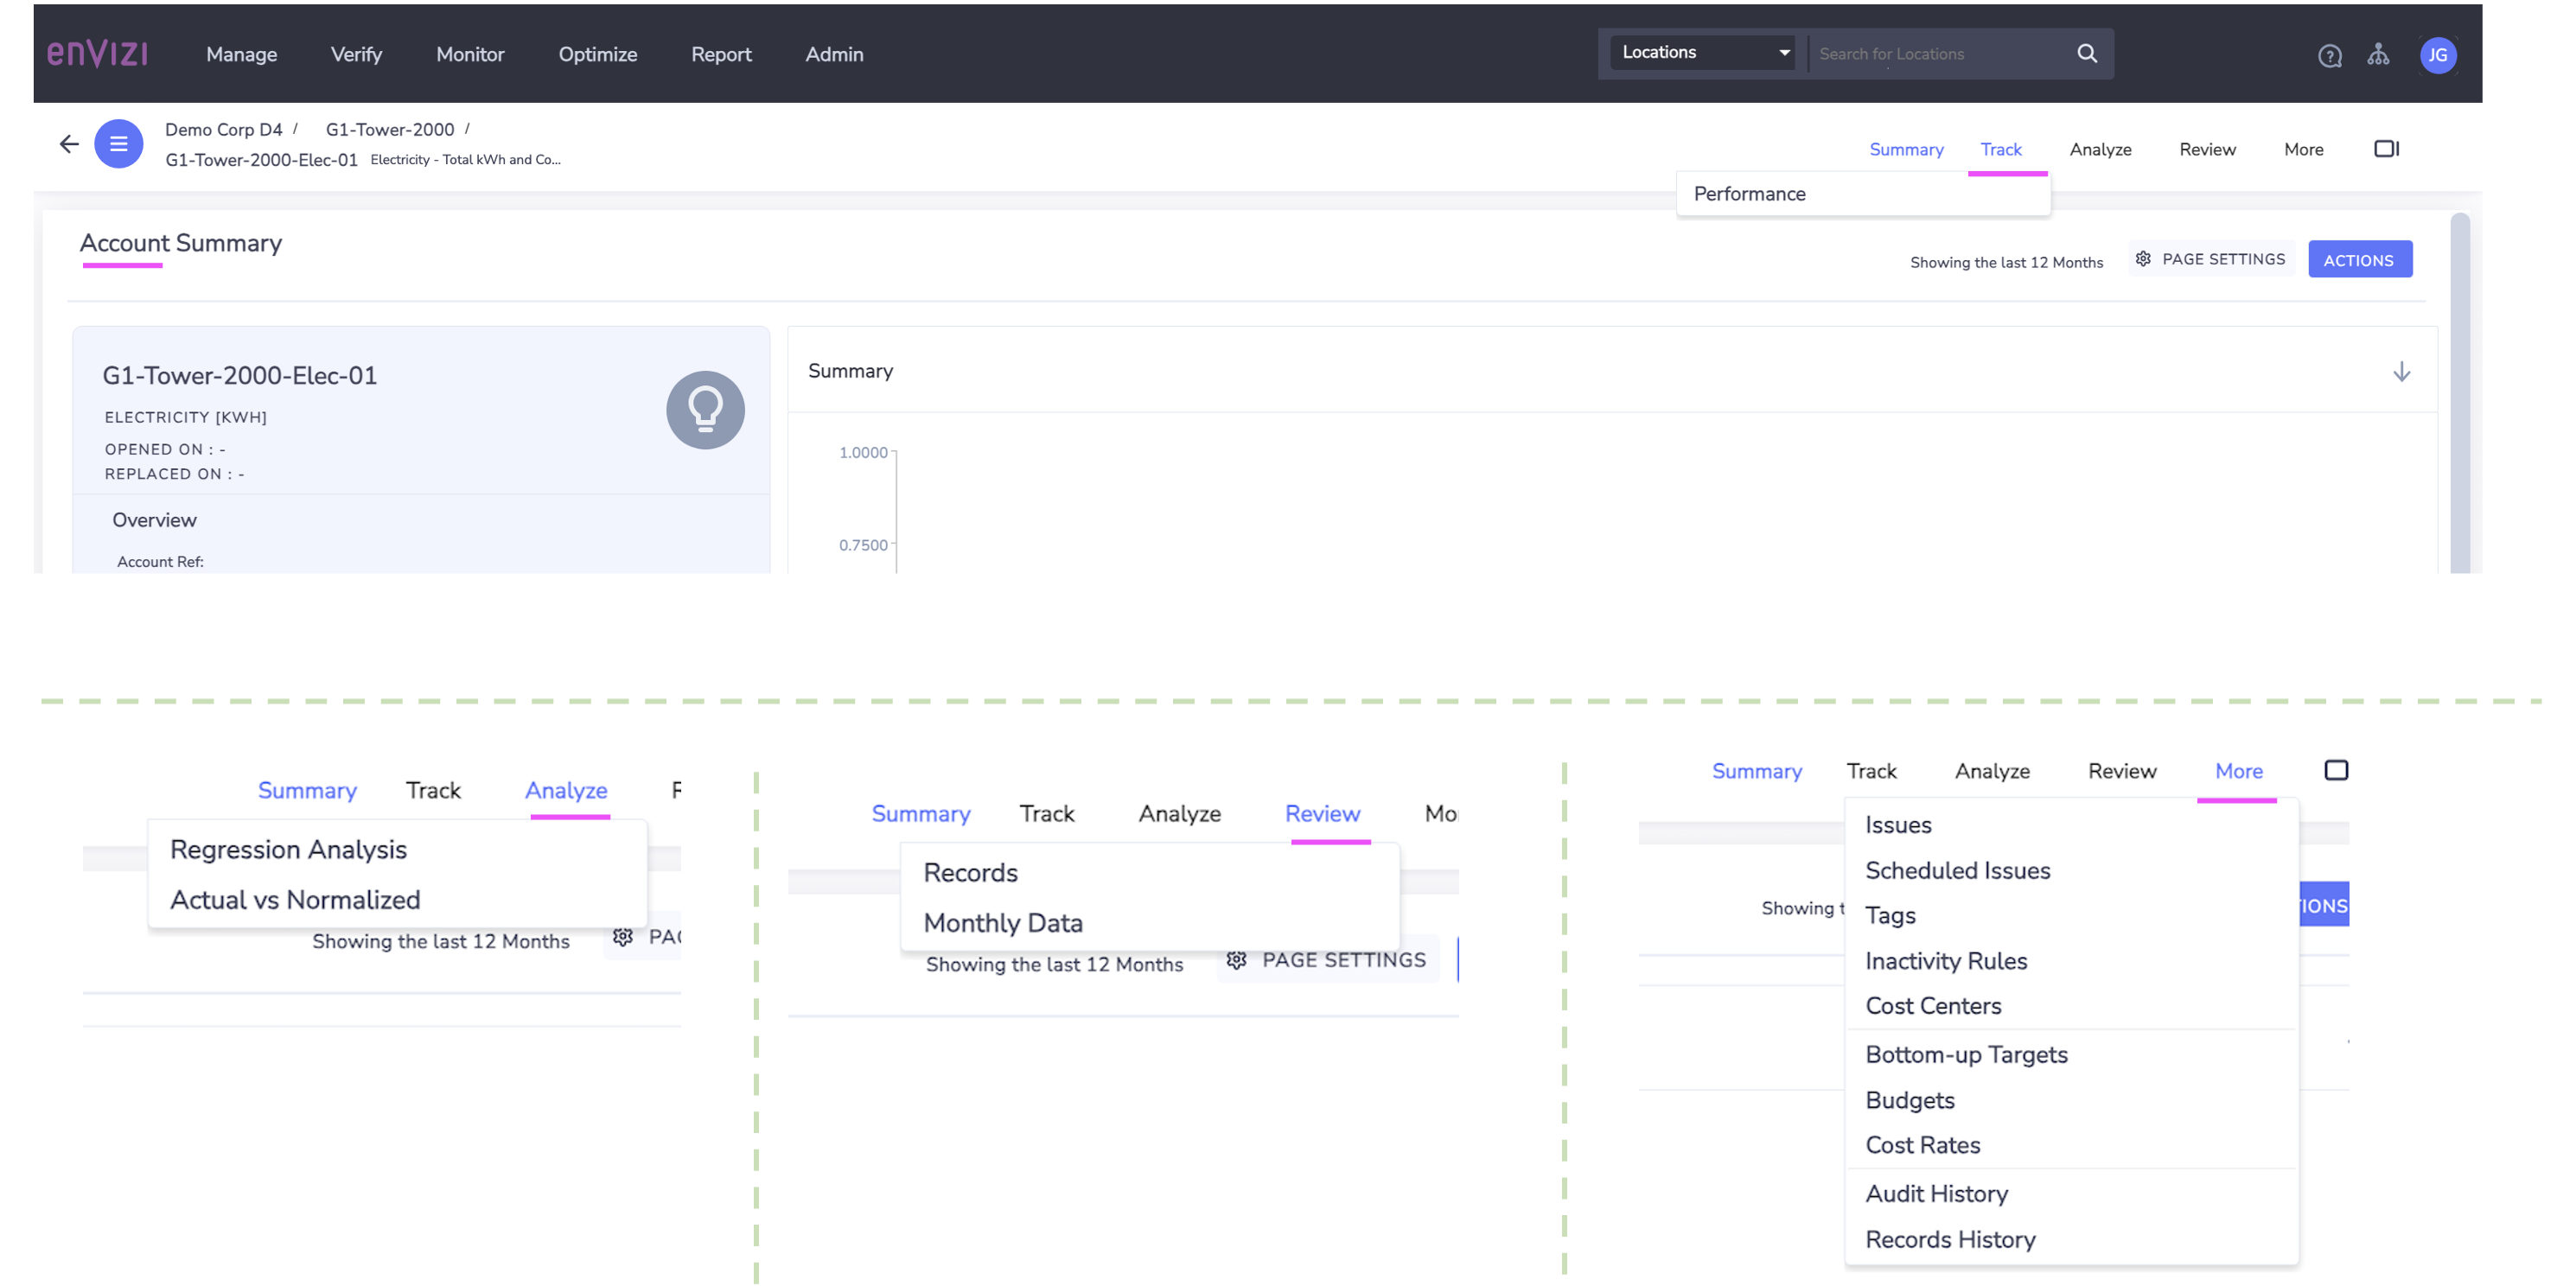 enVIZI Manage Verify Monitor Optimize Report Admin Locations Search for Locations JG
Demo Corp D4 / G1-Tower-2000 /
G1-Tower-2000-Elec-01 Electricity - Total kWh and Co...
Summary Track Analyze Review More
Performance
Account Summary
Showing the last 12 Months PAGE SETTINGS ACTIONS
G1-Tower-2000-Elec-01
ELECTRICITY [KWH]
OPENED ON : -
REPLACED ON : -
Overview
Account Ref:
Summary
1.0000
0.7500
Summary Track Analyze
Regression Analysis
Actual vs Normalized
Showing the last 12 Months
Summary Track Analyze Review Mo
Records
Monthly Data
Showing the last 12 Months PAGE SETTINGS
Summary Track Analyze Review More
Issues
Scheduled Issues
Showing
Tags
IONS
Inactivity Rules
Cost Centers
Bottom-up Targets
Budgets
Cost Rates
Audit History
Records History